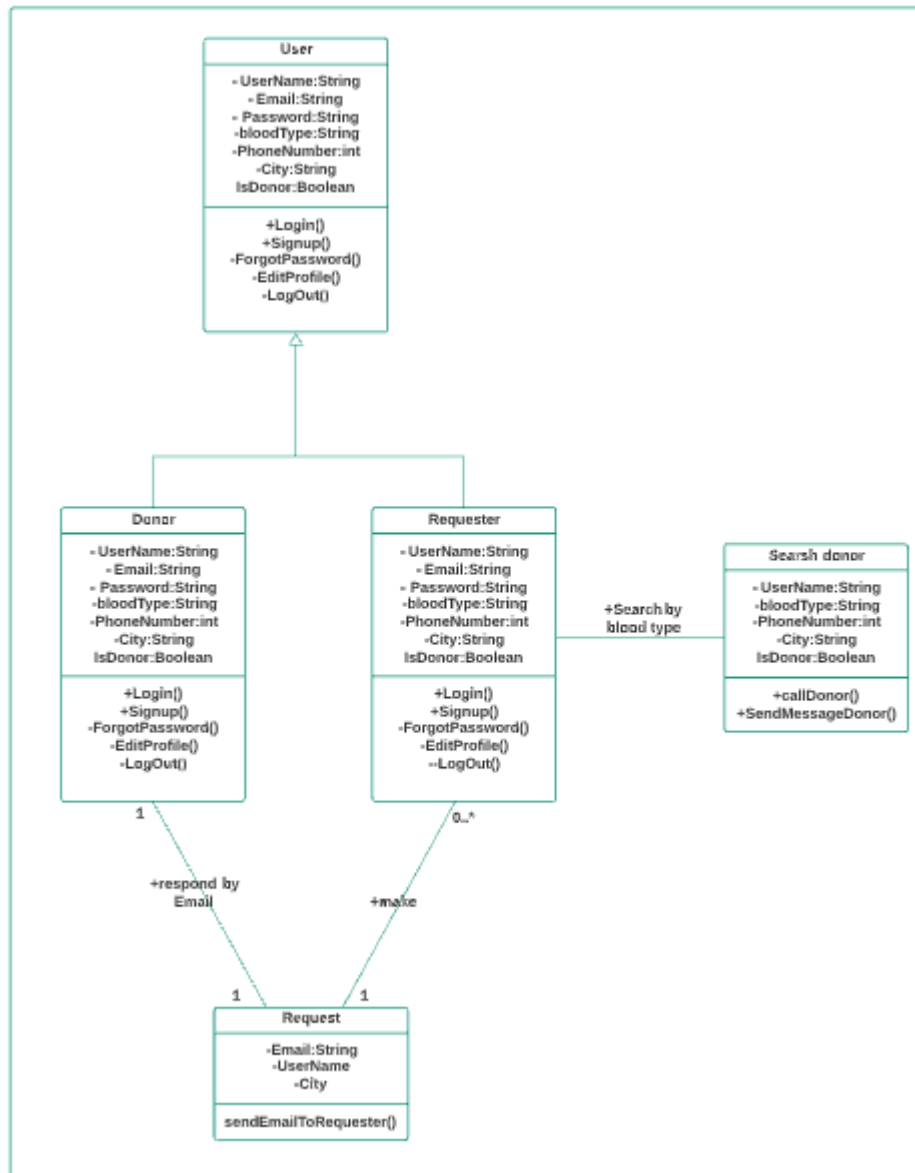 User
- UserName:String
- Email:String
- Password:String
-bloodType:String
-PhoneNumber:int
-City:String
IsDonor:Boolean
+Login()
+Signup()
-ForgotPassword()
-EditProfile()
-LogOut()
Donor
- UserName:String
- Email:String
- Password:String
-bloodType:String
-PhoneNumber:int
-City:String
IsDonor:Boolean
+Login()
+Signup()
-ForgotPassword()
-EditProfile()
-LogOut()
Requester
- UserName:String
- Email:String
- Password:String
-bloodType:String
-PhoneNumber:int
-City:String
IsDonor:Boolean
+Login()
+Signup()
-ForgotPassword()
-EditProfile()
--LogOut()
+Search by
blood type
Searsh donor
- UserName:String
-bloodType:String
-PhoneNumber:int
-City:String
IsDonor:Boolean
+callDonor()
+SendMessageDonor()
1
0..*
+respond by
Email
+make
1
1
Request
-Email:String
-UserName
-City
sendEmailToRequester()